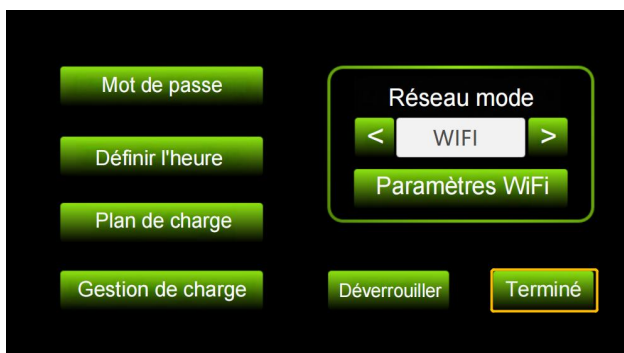 Mot de passe
Définir l'heure
Plan de charge
Gestion de charge
Réseau mode
< WIFI >
Paramètres WiFi
Déverrouiller
Terminé